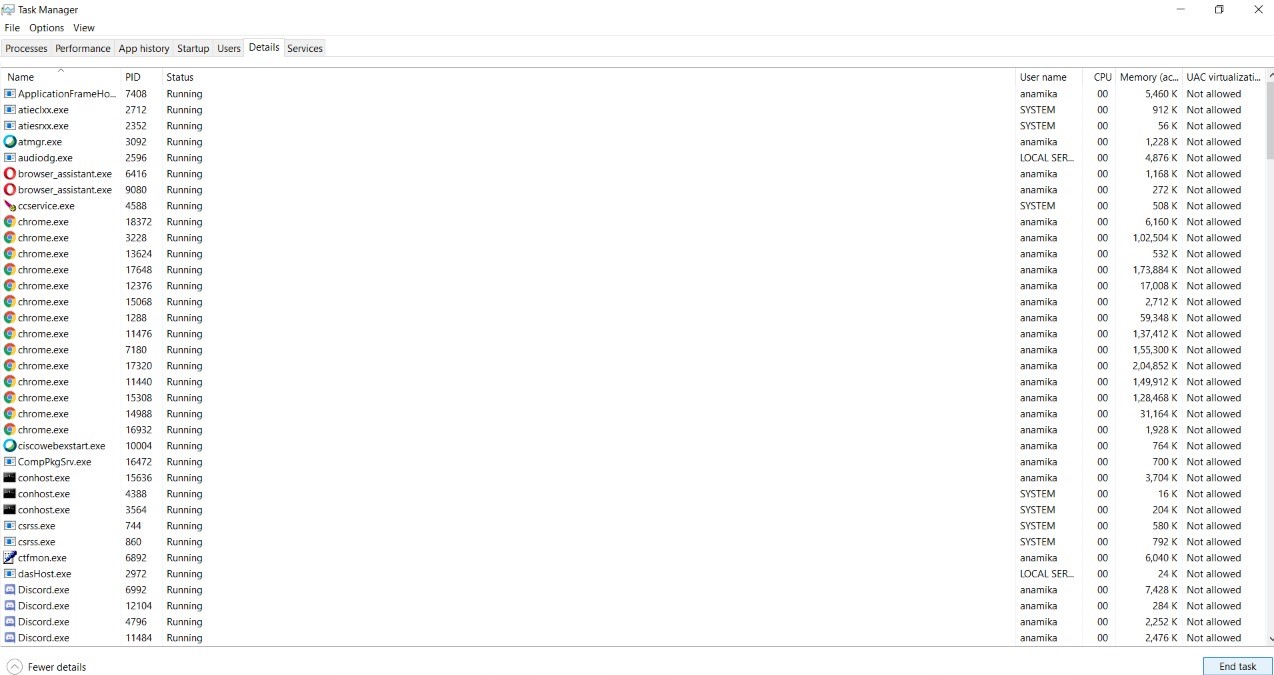 Task Manager
File Options View
Processes Performance App history Startup Users Details Services
Name PID Status User name CPU Memory (ac... UAC virtualizati...
ApplicationFrameHo... 7408 Running anamika 00 5,460 K Not allowed
atieclxx.exe 2712 Running SYSTEM 00 912 K Not allowed
atiesrxx.exe 2352 Running SYSTEM 00 56 K Not allowed
atmgr.exe 3092 Running anamika 00 1,228 K Not allowed
audiodg.exe 2596 Running LOCAL SER... 00 4,876 K Not allowed
browser_assistant.exe 6416 Running anamika 00 1,168 K Not allowed
browser_assistant.exe 9080 Running anamika 00 272 K Not allowed
ccservice.exe 4588 Running SYSTEM 00 508 K Not allowed
chrome.exe 18372 Running anamika 00 6,160 K Not allowed
chrome.exe 3228 Running anamika 00 1,02,504 K Not allowed
chrome.exe 13624 Running anamika 00 532 K Not allowed
chrome.exe 17648 Running anamika 00 1,73,884 K Not allowed
chrome.exe 12376 Running anamika 00 17,008 K Not allowed
chrome.exe 15068 Running anamika 00 2,712 K Not allowed
chrome.exe 1288 Running anamika 00 59,348 K Not allowed
chrome.exe 11476 Running anamika 00 1,37,412 K Not allowed
chrome.exe 7180 Running anamika 00 1,55,300 K Not allowed
chrome.exe 17320 Running anamika 00 2,04,852 K Not allowed
chrome.exe 11440 Running anamika 00 1,49,912 K Not allowed
chrome.exe 15308 Running anamika 00 1,28,468 K Not allowed
chrome.exe 14988 Running anamika 00 31,164 K Not allowed
chrome.exe 16932 Running anamika 00 1,928 K Not allowed
ciscowebexstart.exe 10004 Running anamika 00 764 K Not allowed
CompPkgSrv.exe 16472 Running anamika 00 700 K Not allowed
conhost.exe 15636 Running anamika 00 3,704 K Not allowed
conhost.exe 4388 Running SYSTEM 00 16 K Not allowed
conhost.exe 3564 Running SYSTEM 00 204 K Not allowed
csrss.exe 744 Running SYSTEM 00 580 K Not allowed
csrss.exe 860 Running SYSTEM 00 792 K Not allowed
ctfmon.exe 6892 Running anamika 00 6,040 K Not allowed
dasHost.exe 2972 Running LOCAL SER... 00 24 K Not allowed
Discord.exe 6992 Running anamika 00 7,428 K Not allowed
Discord.exe 12104 Running anamika 00 284 K Not allowed
Discord.exe 4796 Running anamika 00 2,252 K Not allowed
Discord.exe 11484 Running anamika 00 2,476 K Not allowed
Fewer details End task